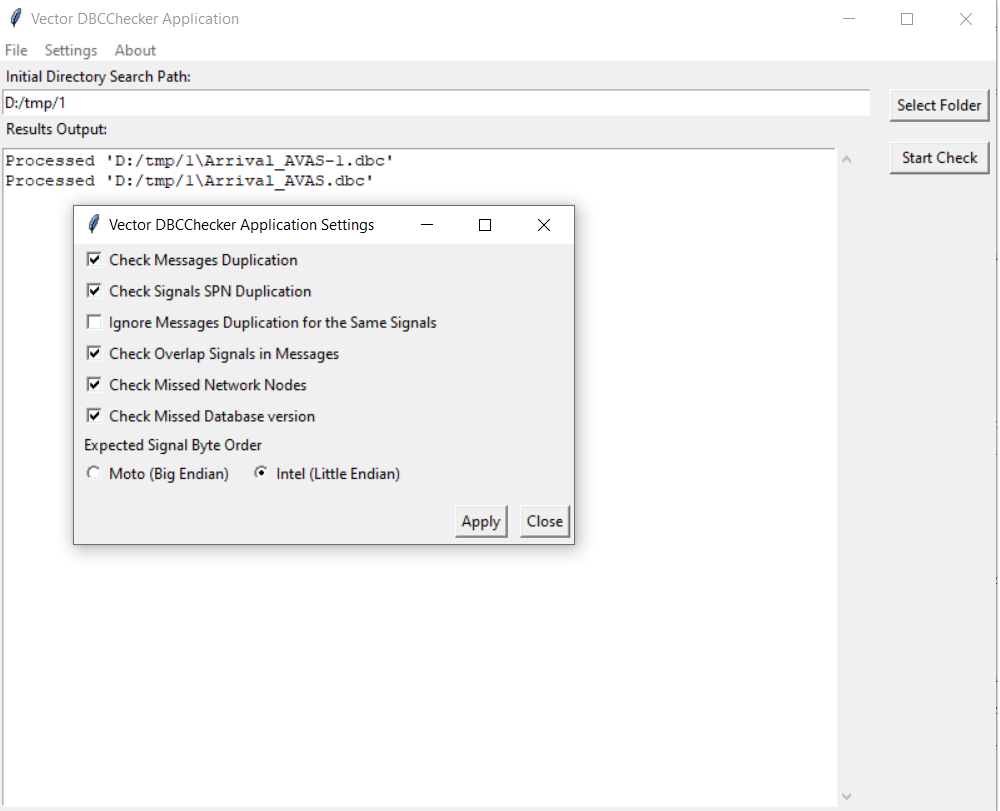 Vector DBCChecker Application
File Settings About
Initial Directory Search Path:
D:/tmp/1
Select Folder
Results Output:
Start Check
Processed 'D:/tmp/1\Arrival_AVAS-1.dbc'
Processed 'D:/tmp/1\Arrival_AVAS.dbc'
Vector DBCChecker Application Settings
Check Messages Duplication
Check Signals SPN Duplication
Ignore Messages Duplication for the Same Signals
Check Overlap Signals in Messages
Check Missed Network Nodes
Check Missed Database version
Expected Signal Byte Order
Moto (Big Endian) Intel (Little Endian)
Apply Close